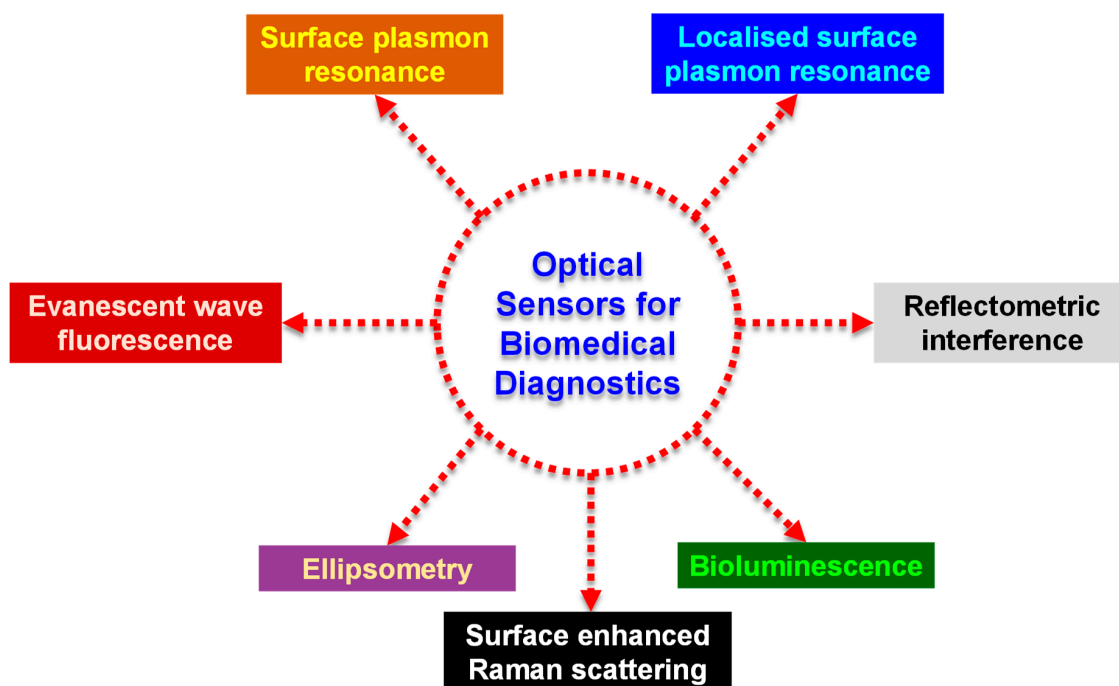 Surface plasmon
resonance
Localised surface
plasmon resonance
Optical
Sensors for
Biomedical
Diagnostics
Evanescent wave
fluorescence
Reflectometric
interference
Ellipsometry
Bioluminescence
Surface enhanced
Raman scattering